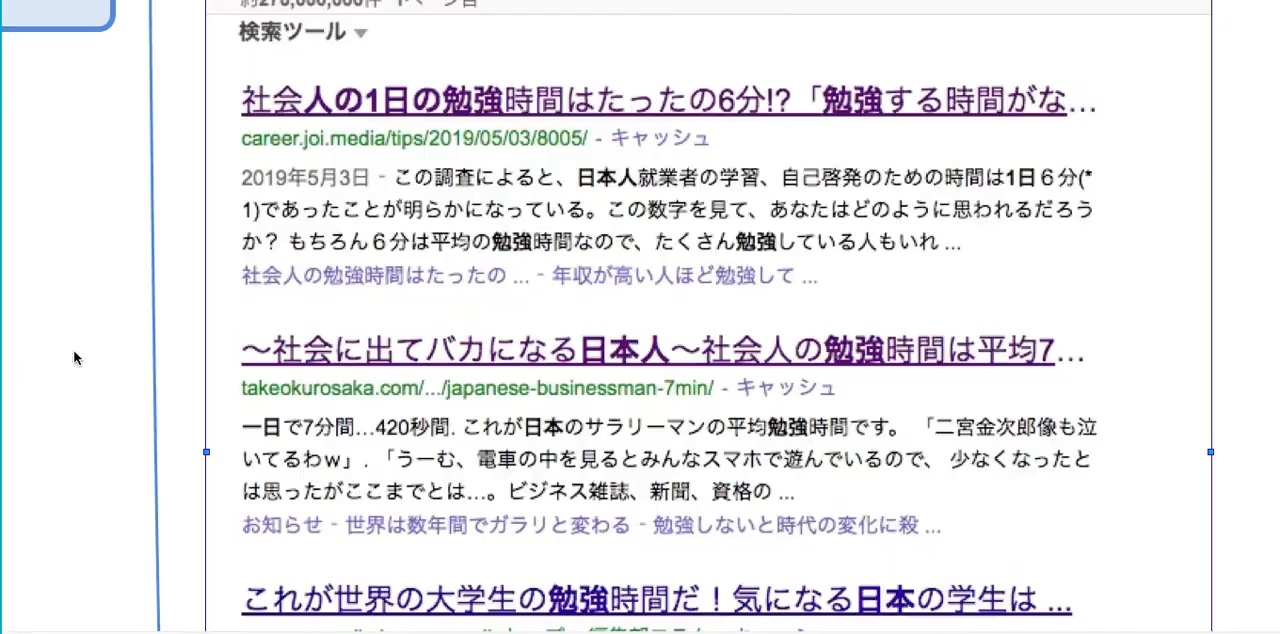 検索ツール
社会人の1日の勉強時間はたったの6分!?「勉強する時間がな...
career.joi.media/tips/2019/05/03/8005/ - キャッシュ
2019年5月3日 - この調査によると、日本人就業者の学習、自己啓発のための時間は1日６分(*
1)であったことが明らかになっている。この数字を見て、あなたはどのように思われるだろう
か？ もちろん６分は平均の勉強時間なので、たくさん勉強している人もいれ ...
社会人の勉強時間はたったの ... - 年収が高い人ほど勉強して ...
〜社会に出てバカになる日本人〜社会人の勉強時間は平均7...
takeokurosaka.com/.../japanese-businessman-7min/ - キャッシュ
一日で7分間...420秒間. これが日本のサラリーマンの平均勉強時間です。 「二宮金次郎像も泣
いてるわｗ」. 「うーむ、電車の中を見るとみんなスマホで遊んでいるので、 少なくなったと
は思ったがここまでとは...。ビジネス雑誌、新聞、資格の ...
お知らせ - 世界は数年間でガラリと変わる - 勉強しないと時代の変化に殺 ...
これが世界の大学生の勉強時間だ！気になる日本の学生は ...